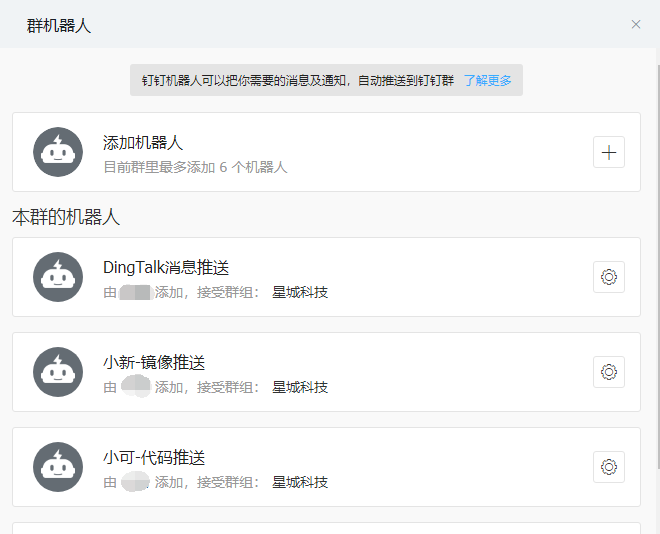 群机器人
钉钉机器人可以把你需要的消息及通知，自动推送到钉钉群 了解更多
添加机器人
目前群里最多添加 6 个机器人
本群的机器人
DingTalk消息推送
由 添加，接受群组： 星城科技
小新-镜像推送
由 添加，接受群组： 星城科技
小可-代码推送
由 添加，接受群组： 星城科技